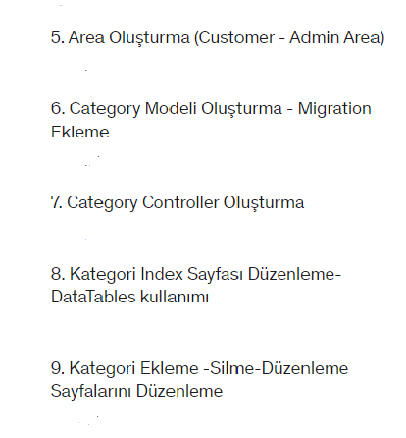 5. Area Oluşturma (Customer - Admin Area)
6. Category Modeli Oluşturma - Migration
Ekleme
7. Category Controller Oluşturma
8. Kategori Index Sayfası Düzenleme-
DataTables kullanımı
9. Kategori Ekleme -Silme-Düzenleme
Sayfalarını Düzenleme